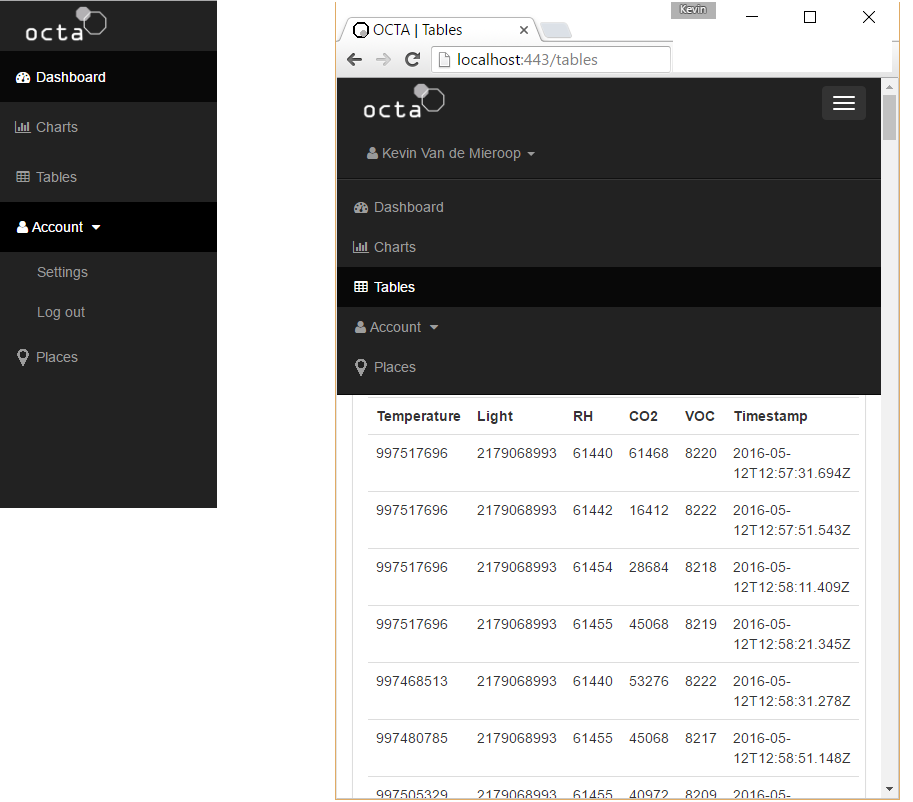 octa
Dashboard
Charts
Tables
Account
Settings
Log out
Places
Kevin
OCTA | Tables
localhost:443/tables
octa
Kevin Van de Mieroop
Dashboard
Charts
Tables
Account
Places
Temperature Light RH CO2 VOC Timestamp
997517696 2179068993 61440 61468 8220 2016-05-
12T12:57:31.694Z
997517696 2179068993 61442 16412 8222 2016-05-
12T12:57:51.543Z
997517696 2179068993 61454 28684 8218 2016-05-
12T12:58:11.409Z
997517696 2179068993 61455 45068 8219 2016-05-
12T12:58:21.345Z
997468513 2179068993 61440 53276 8222 2016-05-
12T12:58:31.278Z
997480785 2179068993 61455 45068 8217 2016-05-
12T12:58:51.148Z
997505329 2179068993 61455 40972 8209 2016-05-